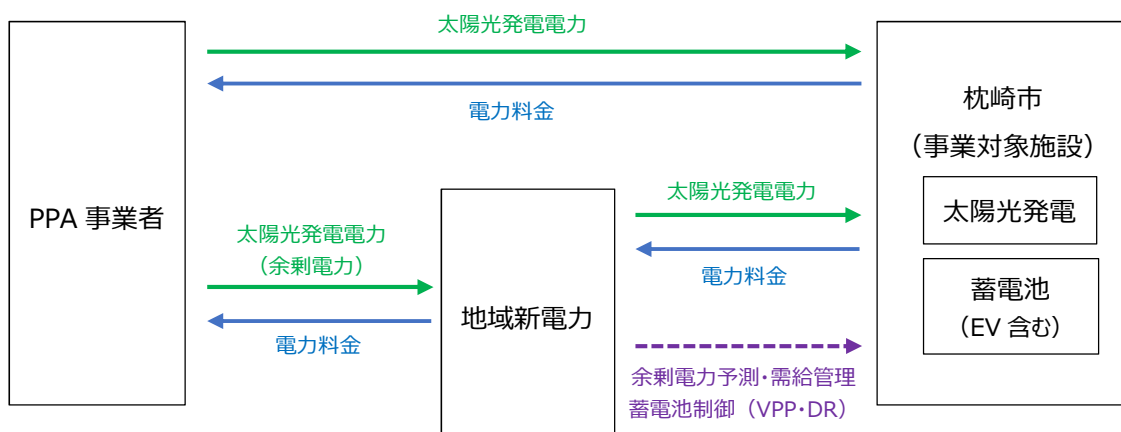 太陽光発電電力
電力料金
PPA 事業者
枕崎市
（事業対象施設）
太陽光発電
蓄電池
（EV 含む）
太陽光発電電力
（余剰電力）
電力料金
地域新電力
太陽光発電電力
電力料金
余剰電力予測・需給管理
蓄電池制御（VPP・DR）